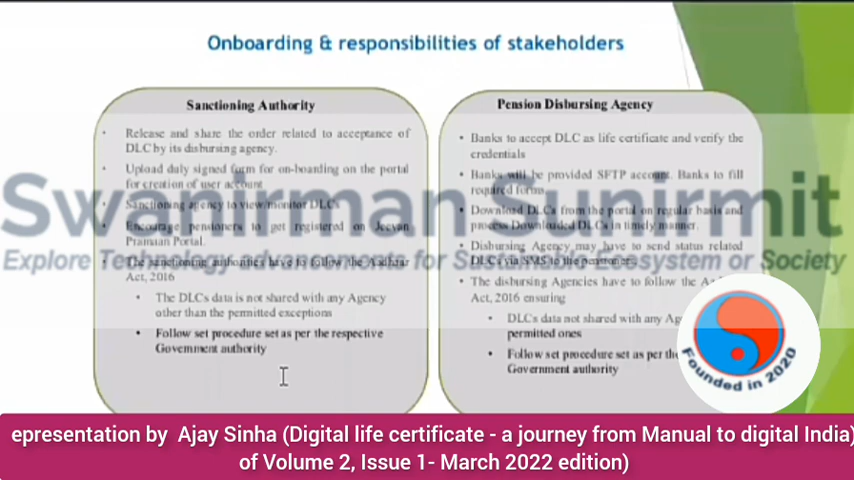 Onboarding & responsibilities of stakeholders
Sanctioning Authority
Release and share the order related to acceptance of
DLC by its disbursing agency.
Upload duly signed form for on-boarding on the portal
for creation of user account
Sanctioning agency to view/monitor DLCs
Encourage pensioners to get registered on Jeevan
Pramaan Portal.
The sanctioning authorities have to follow the Aadhaar
Act, 2016
The DLCs data is not shared with any Agency
other than the permitted exceptions
Follow set procedure set as per the respective
Government authority
Pension Disbursing Agency
Banks to accept DLC as life certificate and verify the
credentials
Banks will be provided SFTP account. Banks to fill
required form.
Download DLCs from the portal on regular basis and
process Downloaded DLCs in timely manner.
Disbursing Agency may have to send status related
DLCs via SMS to the pensioners.
The disbursing Agencies have to follow the
Act, 2016 ensuring
DLCs data not shared with any
permitted ones
Follow set procedure set as per the
Government authority
Swanirman Sunirmit
Explore Technology Advancements for Sustainable Ecosystem or Society
Founded in 2020
epresentation by Ajay Sinha (Digital life certificate - a journey from Manual to digital India)
of Volume 2, Issue 1- March 2022 edition)